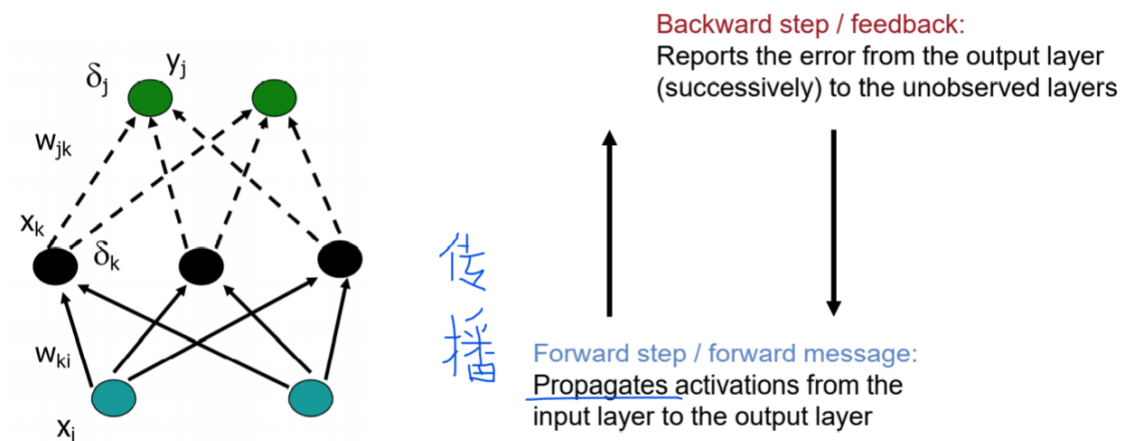 Backward step / feedback:
Reports the error from the output layer
(successively) to the unobserved layers
δj
yj
wjk
xk
δk
wki
xi
传
播
Forward step / forward message:
Propagates activations from the
input layer to the output layer